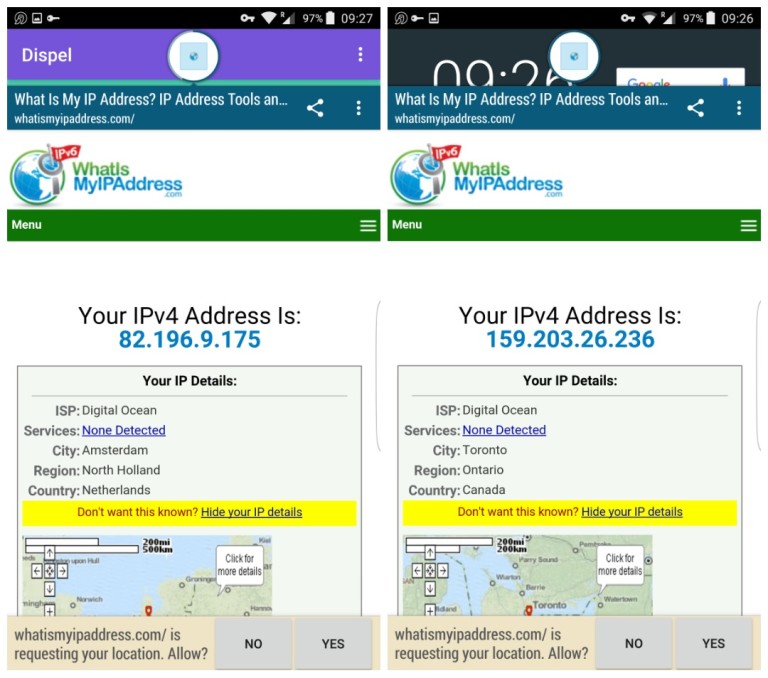 97% 09:27
Dispel
What Is My IP Address? IP Address Tools an...
whatismyipaddress.com/
IPv6
WhatIs
MyIPAddress
.com
Menu
Your IPv4 Address Is:
82.196.9.175
Your IP Details:
ISP: Digital Ocean
Services: None Detected
City: Amsterdam
Region: North Holland
Country: Netherlands
Don't want this known? Hide your IP details
200mi
500km
Kiel
Click for
more details
eds
ston upon Hull
Groningen
mingham
Norwich
Hannov
whatismyipaddress.com/ is
requesting your location. Allow?
NO
YES
R
97% 09:26
09:26
Google
What Is My IP Address? IP Address Tools an...
whatismyipaddress.com/
IPv6
WhatIs
MyIPAddress
.com
Menu
Your IPv4 Address Is:
159.203.26.236
Your IP Details:
ISP: Digital Ocean
Services: None Detected
City: Toronto
Region: Ontario
Country: Canada
Don't want this known? Hide your IP details
200mi
200km
Pembroke
Click for
more details
Parry Sound
Wiarton
Barrie
Midland
Toronto
Watertown
whatismyipaddress.com/ is
requesting your location. Allow?
NO
YES